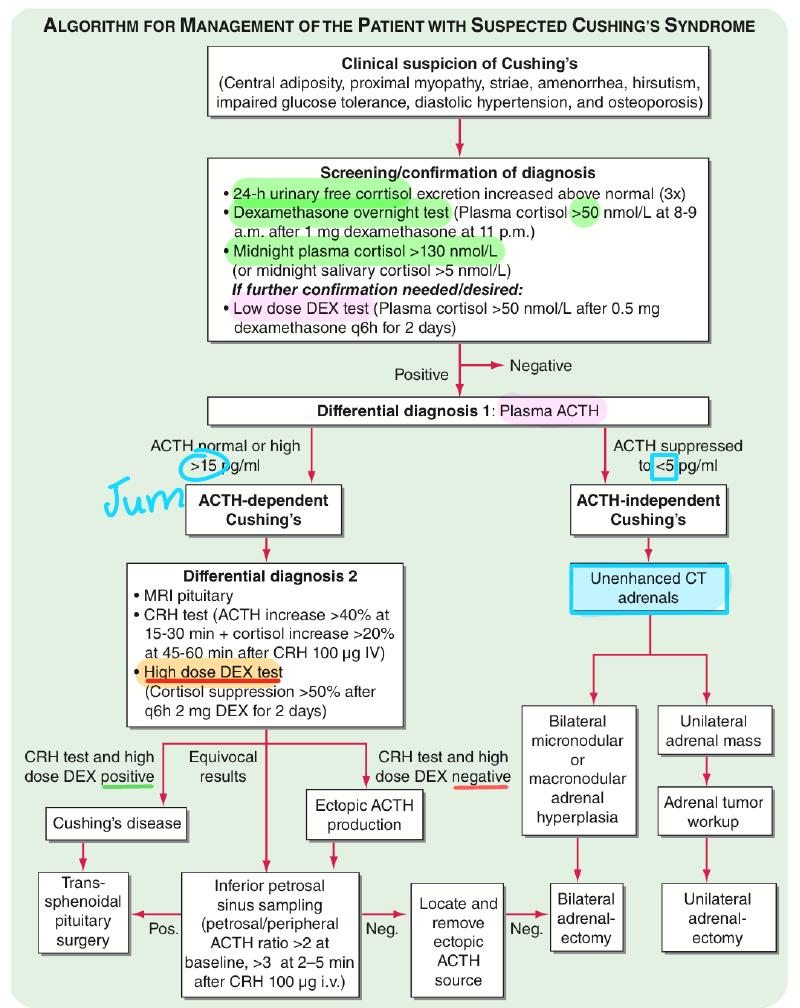 ALGORITHM FOR MANAGEMENT OF THE PATIENT WITH SUSPECTED CUSHING'S SYNDROME
Clinical suspicion of Cushing's
(Central adiposity, proximal myopathy, striae, amenorrhea, hirsutism,
impaired glucose tolerance, diastolic hypertension, and osteoporosis)
Screening/confirmation of diagnosis
• 24-h urinary free corrtisol excretion increased above normal (3x)
• Dexamethasone overnight test (Plasma cortisol >50 nmol/L at 8-9
a.m. after 1 mg dexamethasone at 11 p.m.)
• Midnight plasma cortisol >130 nmol/L
(or midnight salivary cortisol >5 nmol/L)
If further confirmation needed/desired:
• Low dose DEX test (Plasma cortisol >50 nmol/L after 0.5 mg
dexamethasone q6h for 2 days)
Positive
Negative
Differential diagnosis 1: Plasma ACTH
ACTH normal or high
>15 pg/ml
ACTH suppressed
to <5 pg/ml
Jum
ACTH-dependent
Cushing's
ACTH-independent
Cushing's
Differential diagnosis 2
• MRI pituitary
• CRH test (ACTH increase >40% at
15-30 min + cortisol increase >20%
at 45-60 min after CRH 100 µg IV)
• High dose DEX test
(Cortisol suppression >50% after
q6h 2 mg DEX for 2 days)
Unenhanced CT
adrenals
CRH test and high
dose DEX positive
Equivocal
results
CRH test and high
dose DEX negative
Cushing's disease
Ectopic ACTH
production
Bilateral
micronodular
or
macronodular
adrenal
hyperplasia
Unilateral
adrenal mass
Adrenal tumor
workup
Trans-
sphenoidal
pituitary
surgery
Pos.
Inferior petrosal
sinus sampling
(petrosal/peripheral
ACTH ratio >2 at
baseline, >3 at 2–5 min
after CRH 100 µg i.v.)
Neg.
Locate and
remove
ectopic
ACTH
source
Neg.
Bilateral
adrenal-
ectomy
Unilateral
adrenal-
ectomy